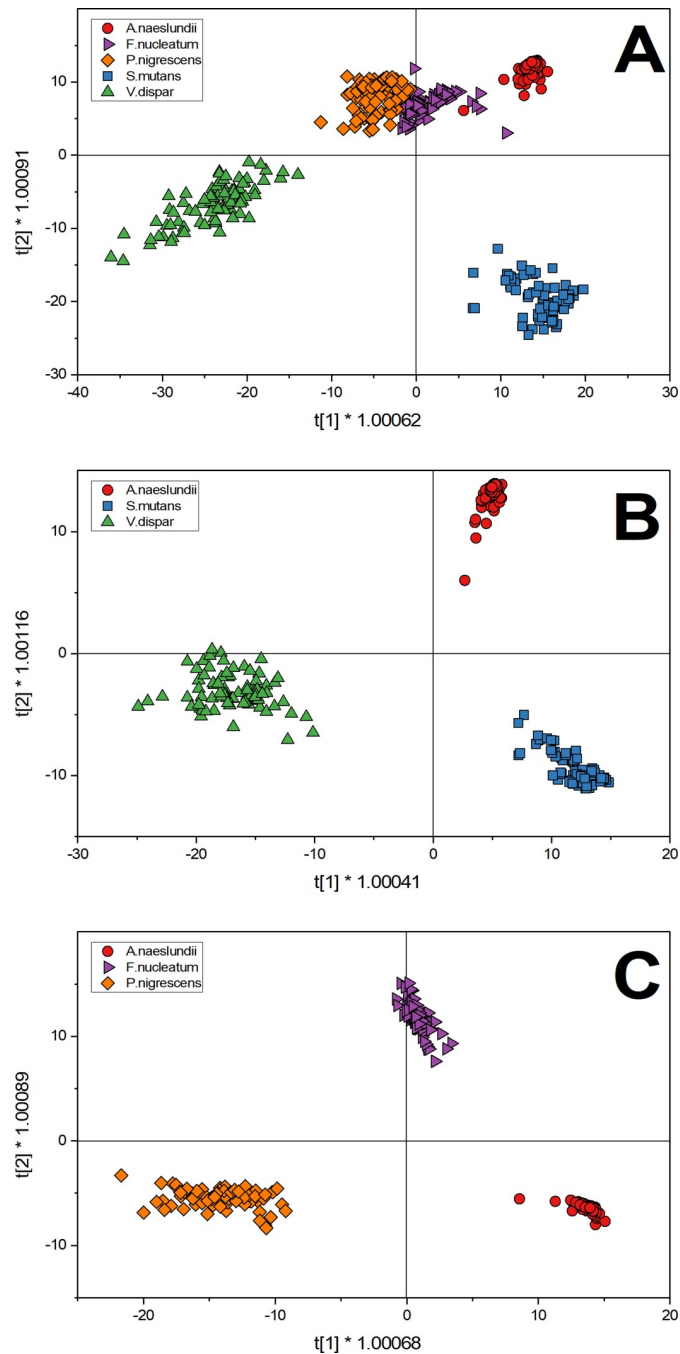 A.naeslundii
F.nucleatum
P.nigrescens
S.mutans
V.dispar
A
10
0
-10
-20
-30
t[2] * 1.00091
-40 -30 -20 -10 0 10 20 30
t[1] * 1.00062
A.naeslundii
S.mutans
V.dispar
B
10
0
-10
t[2] * 1.00116
-30 -20 -10 0 10 20
t[1] * 1.00041
A.naeslundii
F.nucleatum
P.nigrescens
C
10
0
-10
t[2] * 1.00089
-20 -10 0 10 20
t[1] * 1.00068